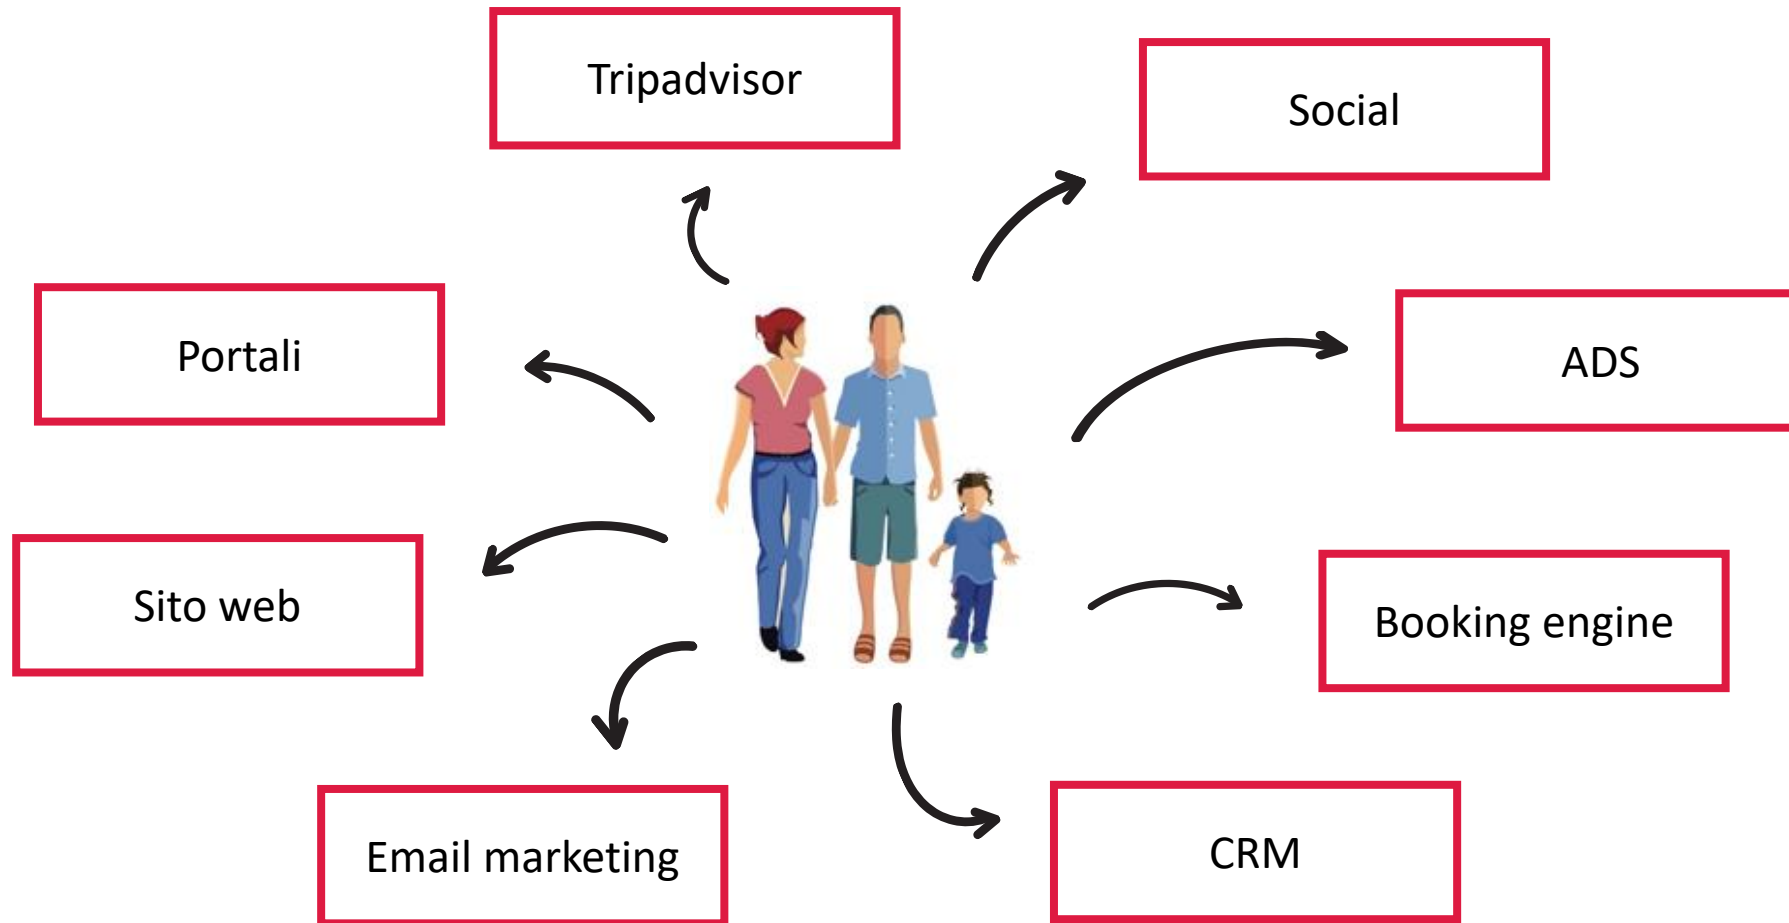 Tripadvisor
Social
Portali
ADS
Sito web
Booking engine
Email marketing
CRM